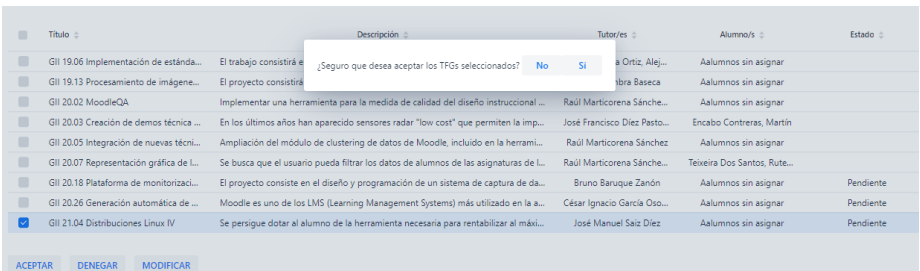 Título Descripción Tutor/es Alumno/s Estado
¿Seguro que desea aceptar los TFGs seleccionados? No Sí
GII 19.06 Implementación de estánda... El trabajo consistirá a Ortiz, Alej... Aalumnos sin asignar
GII 19.13 Procesamiento de imágene... El proyecto consistirá Baseca Aalumnos sin asignar
GII 20.02 MoodleQA Implementar una herramienta para la medida de calidad del diseño instruccional ... Raúl Marticorena Sánche... Aalumnos sin asignar
GII 20.03 Creación de demos técnica ... En los últimos años han aparecido sensores radar "low cost" que permiten la imp... José Francisco Díez Pasto... Encabo Contreras, Martín
GII 20.05 Integración de nuevas técni... Ampliación del módulo de clustering de datos de Moodle, incluido en la herrami... Raúl Marticorena Sánchez Aalumnos sin asignar
GII 20.07 Representación gráfica de l... Se busca que el usuario pueda filtrar los datos de alumnos de las asignaturas de l... Raúl Marticorena Sánche... Teixeira Dos Santos, Rute...
GII 20.18 Plataforma de monitorizaci... El proyecto consiste en el diseño y programación de un sistema de captura de da... Bruno Baruque Zanón Aalumnos sin asignar Pendiente
GII 20.26 Generación automática de ... Moodle es uno de los LMS (Learning Management Systems) más utilizado en la a... César Ignacio García Oso... Aalumnos sin asignar Pendiente
GII 21.04 Distribuciones Linux IV Se persigue dotar al alumno de la herramienta necesaria para rentabilizar al máxi... José Manuel Saiz Díez Aalumnos sin asignar Pendiente
ACEPTAR DENEGAR MODIFICAR